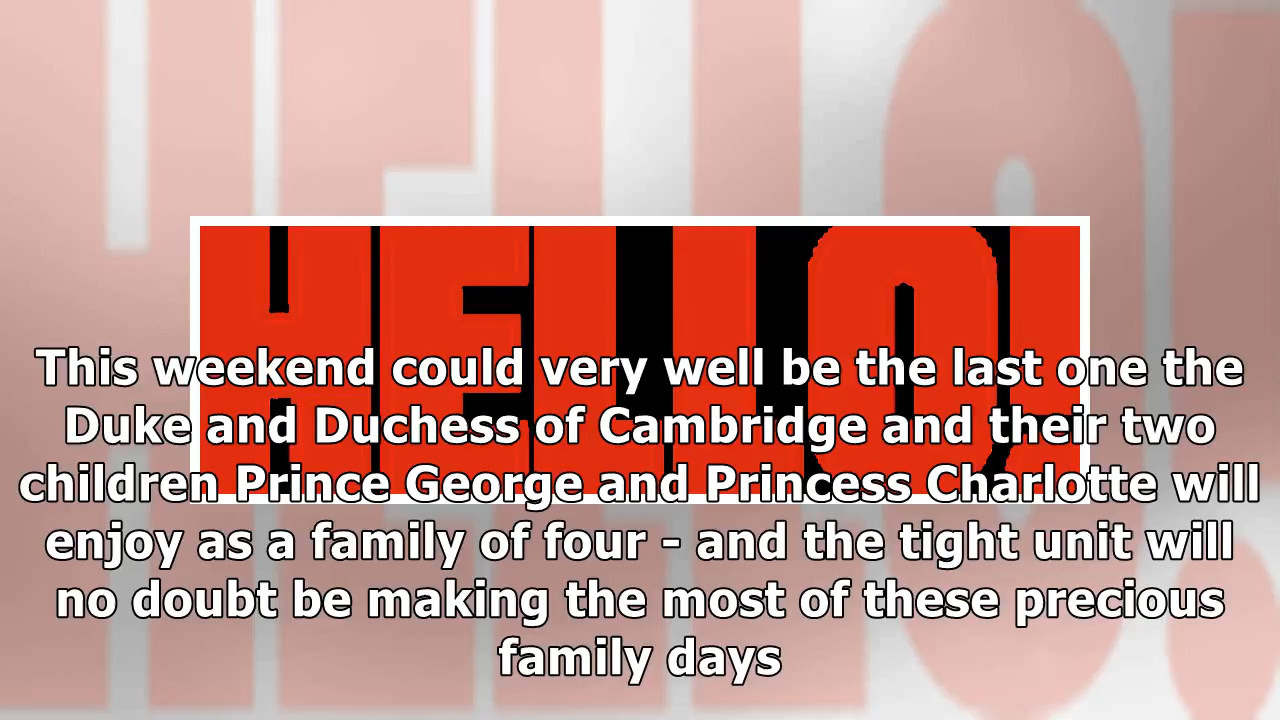 HELLO!
This weekend could very well be the last one the
Duke and Duchess of Cambridge and their two
children Prince George and Princess Charlotte will
enjoy as a family of four - and the tight unit will
no doubt be making the most of these precious
family days